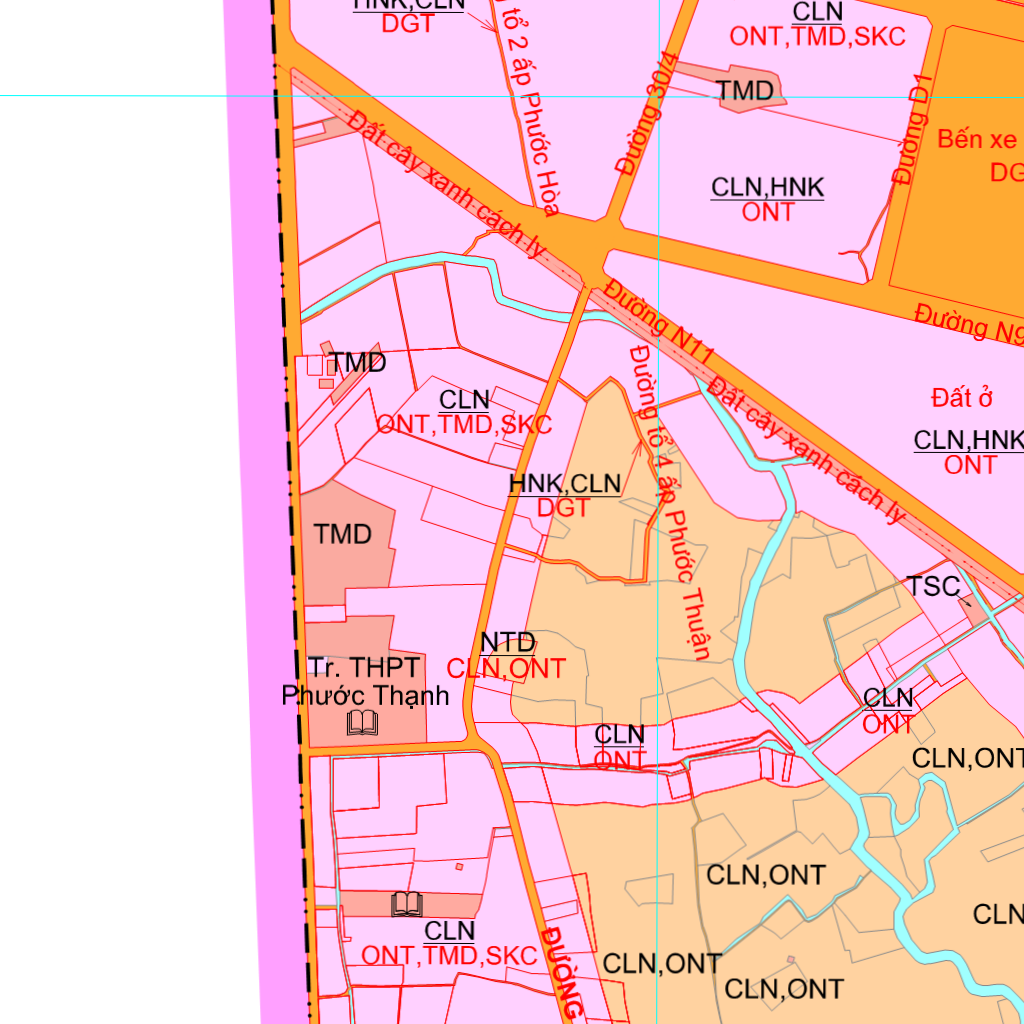 HNK,CLN
DGT
tổ 2 ấp Phước Hòa
CLN
ONT,TMD,SKC
TMD
Đường 30/4
Đường D1
Bến xe
Đất cây xanh cách ly
CLN,HNK
ONT
Đường N11
Đường N9
TMD
Đường tổ 4 ấp Phước Thuận
CLN
ONT,TMD,SKC
Đất cây xanh cách ly
Đất ở
CLN,HNK
ONT
HNK,CLN
DGT
TMD
TSC
NTD
CLN,ONT
Tr. THPT
Phước Thạnh
CLN
ONT
CLN
ONT
CLN,ONT
CLN,ONT
CLN
CLN
ONT,TMD,SKC
ĐƯỜNG
CLN,ONT
CLN,ONT